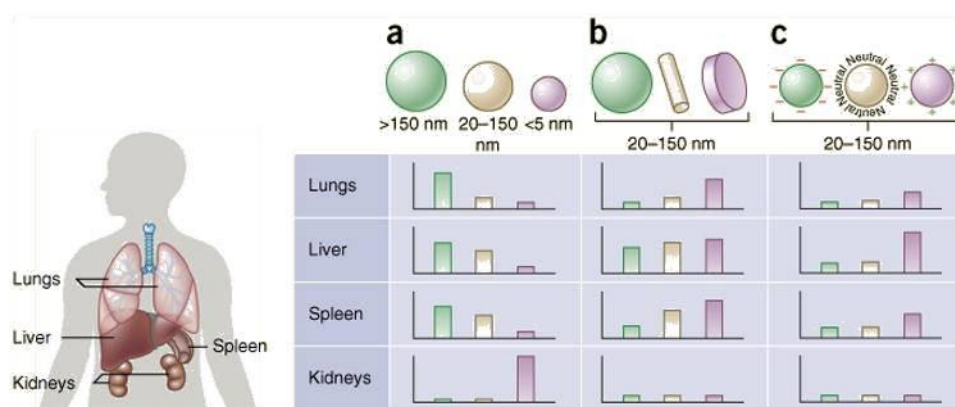 a
b
c
>150 nm
20–150 nm
<5 nm
20–150 nm
− − − − − − − −
Neutral Neutral Neutral Neutral
+ + + + + + + +
20–150 nm
Lungs
Liver
Spleen
Kidneys
Lungs
Liver
Spleen
Kidneys